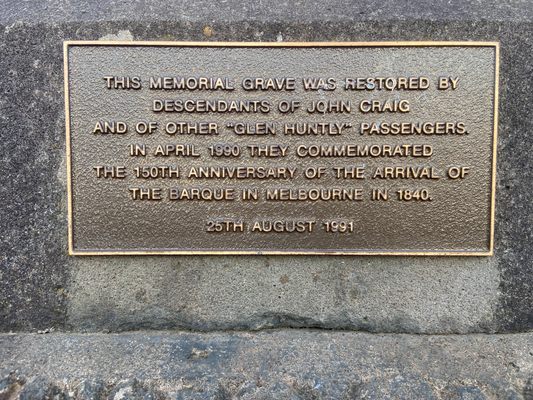 THIS MEMORIAL GRAVE WAS RESTORED BY
DESCENDANTS OF JOHN CRAIG
AND OF OTHER "GLEN HUNTLY" PASSENGERS.
IN APRIL 1990 THEY COMMEMORATED
THE 150TH ANNIVERSARY OF THE ARRIVAL OF
THE BARQUE IN MELBOURNE IN 1840.
25TH AUGUST 1991